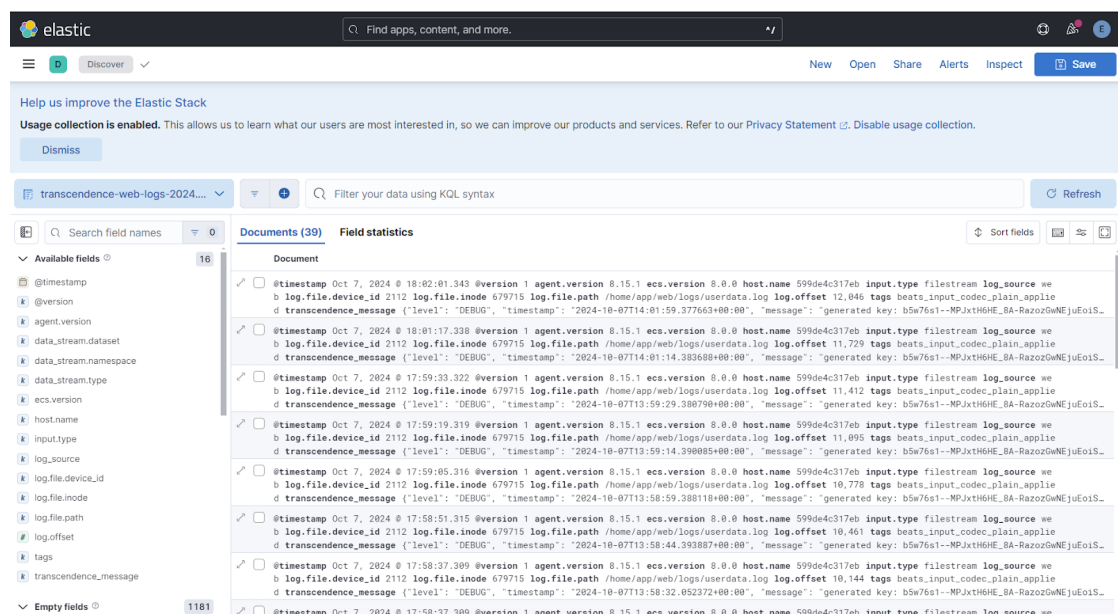 elastic
Find apps, content, and more.
^/
E
D
Discover
New Open Share Alerts Inspect Save
Help us improve the Elastic Stack
Usage collection is enabled. This allows us to learn what our users are most interested in, so we can improve our products and services. Refer to our Privacy Statement. Disable usage collection.
Dismiss
transcendence-web-logs-2024....
Filter your data using KQL syntax
Refresh
Search field names
0
Documents (39) Field statistics
Sort fields
Available fields 16
Document
@timestamp
@version
agent.version
data_stream.dataset
data_stream.namespace
data_stream.type
ecs.version
host.name
input.type
log_source
log.file.device_id
log.file.inode
log.file.path
log.offset
tags
transcendence_message
Empty fields 1181
@timestamp Oct 7, 2024 @ 18:02:01.343 @version 1 agent.version 8.15.1 ecs.version 8.0.0 host.name 599de4c317eb input.type filestream log_source we
b log.file.device_id 2112 log.file.inode 679715 log.file.path /home/app/web/logs/userdata.log log.offset 12,046 tags beats_input_codec_plain_applie
d transcendence_message {"level": "DEBUG", "timestamp": "2024-10-07T14:01:59.377663+00:00", "message": "generated key: b5w76s1--MPJxtH6HE_8A-RazozGwNEjuEoiS…
@timestamp Oct 7, 2024 @ 18:01:17.338 @version 1 agent.version 8.15.1 ecs.version 8.0.0 host.name 599de4c317eb input.type filestream log_source we
b log.file.device_id 2112 log.file.inode 679715 log.file.path /home/app/web/logs/userdata.log log.offset 11,729 tags beats_input_codec_plain_applie
d transcendence_message {"level": "DEBUG", "timestamp": "2024-10-07T14:01:14.383688+00:00", "message": "generated key: b5w76s1--MPJxtH6HE_8A-RazozGwNEjuEoiS…
@timestamp Oct 7, 2024 @ 17:59:33.322 @version 1 agent.version 8.15.1 ecs.version 8.0.0 host.name 599de4c317eb input.type filestream log_source we
b log.file.device_id 2112 log.file.inode 679715 log.file.path /home/app/web/logs/userdata.log log.offset 11,412 tags beats_input_codec_plain_applie
d transcendence_message {"level": "DEBUG", "timestamp": "2024-10-07T13:59:29.380790+00:00", "message": "generated key: b5w76s1--MPJxtH6HE_8A-RazozGwNEjuEoiS…
@timestamp Oct 7, 2024 @ 17:59:19.319 @version 1 agent.version 8.15.1 ecs.version 8.0.0 host.name 599de4c317eb input.type filestream log_source we
b log.file.device_id 2112 log.file.inode 679715 log.file.path /home/app/web/logs/userdata.log log.offset 11,095 tags beats_input_codec_plain_applie
d transcendence_message {"level": "DEBUG", "timestamp": "2024-10-07T13:59:14.390085+00:00", "message": "generated key: b5w76s1--MPJxtH6HE_8A-RazozGwNEjuEoiS…
@timestamp Oct 7, 2024 @ 17:59:05.316 @version 1 agent.version 8.15.1 ecs.version 8.0.0 host.name 599de4c317eb input.type filestream log_source we
b log.file.device_id 2112 log.file.inode 679715 log.file.path /home/app/web/logs/userdata.log log.offset 10,778 tags beats_input_codec_plain_applie
d transcendence_message {"level": "DEBUG", "timestamp": "2024-10-07T13:58:59.388118+00:00", "message": "generated key: b5w76s1--MPJxtH6HE_8A-RazozGwNEjuEoiS…
@timestamp Oct 7, 2024 @ 17:58:51.315 @version 1 agent.version 8.15.1 ecs.version 8.0.0 host.name 599de4c317eb input.type filestream log_source we
b log.file.device_id 2112 log.file.inode 679715 log.file.path /home/app/web/logs/userdata.log log.offset 10,461 tags beats_input_codec_plain_applie
d transcendence_message {"level": "DEBUG", "timestamp": "2024-10-07T13:58:44.393887+00:00", "message": "generated key: b5w76s1--MPJxtH6HE_8A-RazozGwNEjuEoiS…
@timestamp Oct 7, 2024 @ 17:58:37.309 @version 1 agent.version 8.15.1 ecs.version 8.0.0 host.name 599de4c317eb input.type filestream log_source we
b log.file.device_id 2112 log.file.inode 679715 log.file.path /home/app/web/logs/userdata.log log.offset 10,144 tags beats_input_codec_plain_applie
d transcendence_message {"level": "DEBUG", "timestamp": "2024-10-07T13:58:32.052372+00:00", "message": "generated key: b5w76s1--MPJxtH6HE_8A-RazozGwNEjuEoiS…
@timestamp Oct 7, 2024 @ 17:58:37.309 @version 1 agent.version 8.15.1 ecs.version 8.0.0 host.name 599de4c317eb input.type filestream log_source we